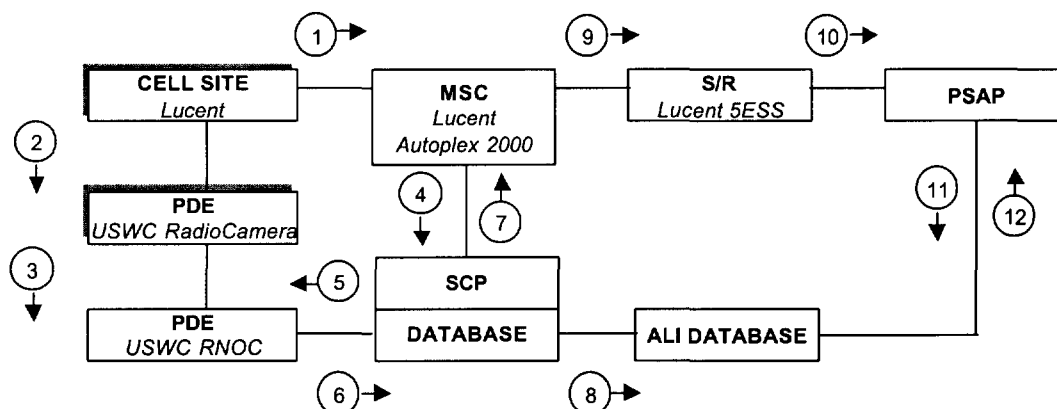 1
9
10
CELL SITE
Lucent
MSC
Lucent
Autoplex 2000
S/R
Lucent 5ESS
PSAP
2
PDE
USWC RadioCamera
4
7
11
12
3
5
PDE
USWC RNOC
SCP
DATABASE
ALI DATABASE
6
8